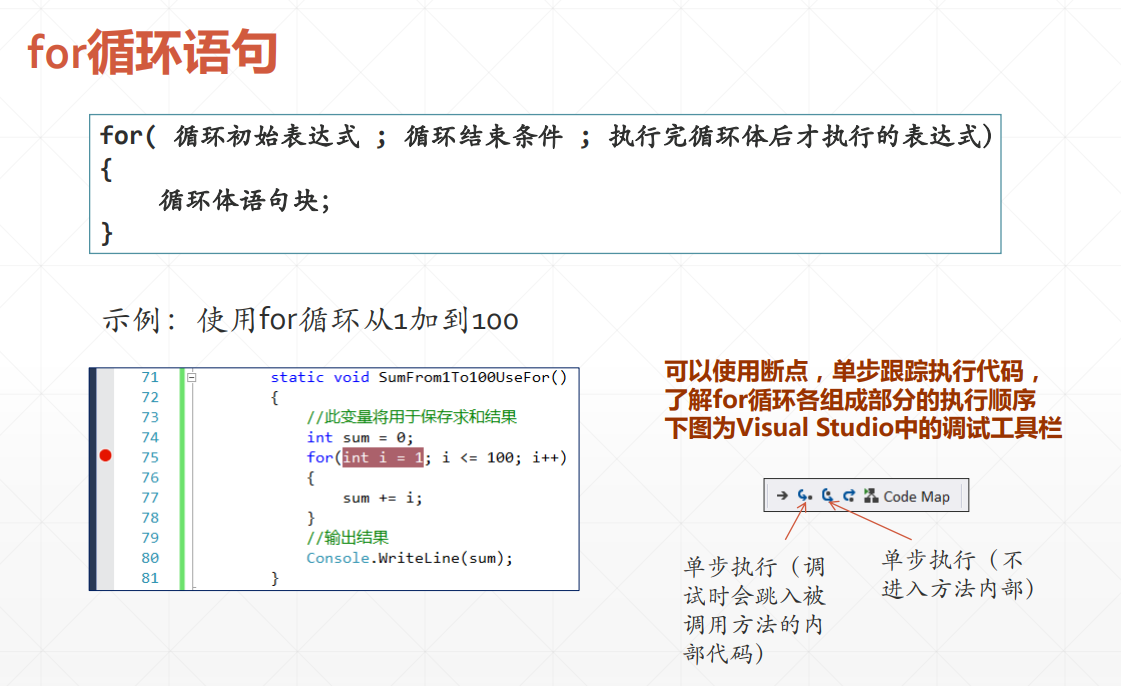 for循环语句
for( 循环初始表达式 ; 循环结束条件 ; 执行完循环体后才执行的表达式)
{
循环体语句块;
}
示例：使用for循环从1加到100
71 static void SumFrom1To100UseFor()
72 {
73 //此变量将用于保存求和结果
74 int sum = 0;
75 for(int i = 1; i <= 100; i++)
76 {
77 sum += i;
78 }
79 //输出结果
80 Console.WriteLine(sum);
81 }
可以使用断点，单步跟踪执行代码，
了解for循环各组成部分的执行顺序
下图为Visual Studio中的调试工具栏
Code Map
单步执行（调
试时会跳入被
调用方法的内
部代码）
单步执行（不
进入方法内部）